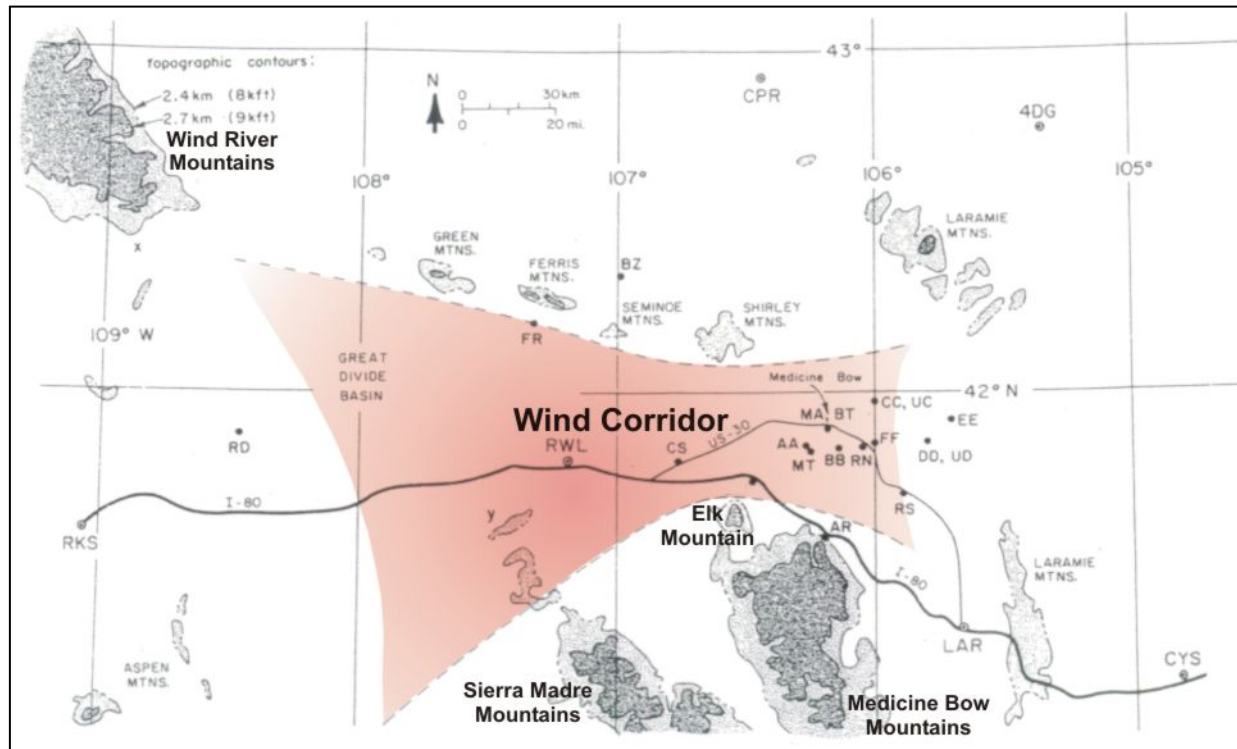 43°
topographic contours:
2.4 km (8kft)
2.7 km (9kft)
Wind River
Mountains
N
0 30 km
0 20 mi.
CPR
4DG
108°
107°
106°
105°
GREEN
MTNS.
FERRIS
MTNS.
BZ
SEMINOE
MTNS.
SHIRLEY
MTNS.
LARAMIE
MTNS.
x
109° W
FR
GREAT
DIVIDE
BASIN
42° N
Medicine Bow
Wind Corridor
MA, BT
CC, UC
EE
RD
RWL
CS
US-30
AA
MT
BB
RN
FF
DD, UD
I-80
RKS
y
Elk
Mountain
RS
AR
I-80
LARAMIE
MTNS.
LAR
CYS
ASPEN
MTNS.
Sierra Madre
Mountains
Medicine Bow
Mountains